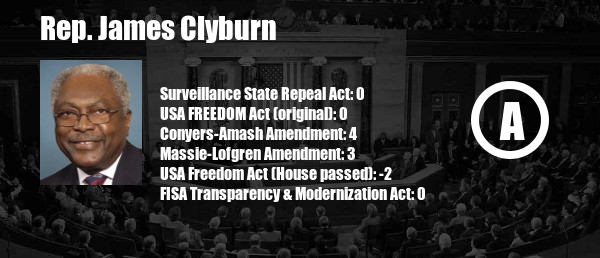 Rep. James Clyburn
Surveillance State Repeal Act: 0
USA FREEDOM Act (original): 0
Conyers-Amash Amendment: 4
Massie-Lofgren Amendment: 3
USA Freedom Act (House passed): -2
FISA Transparency & Modernization Act: 0
A